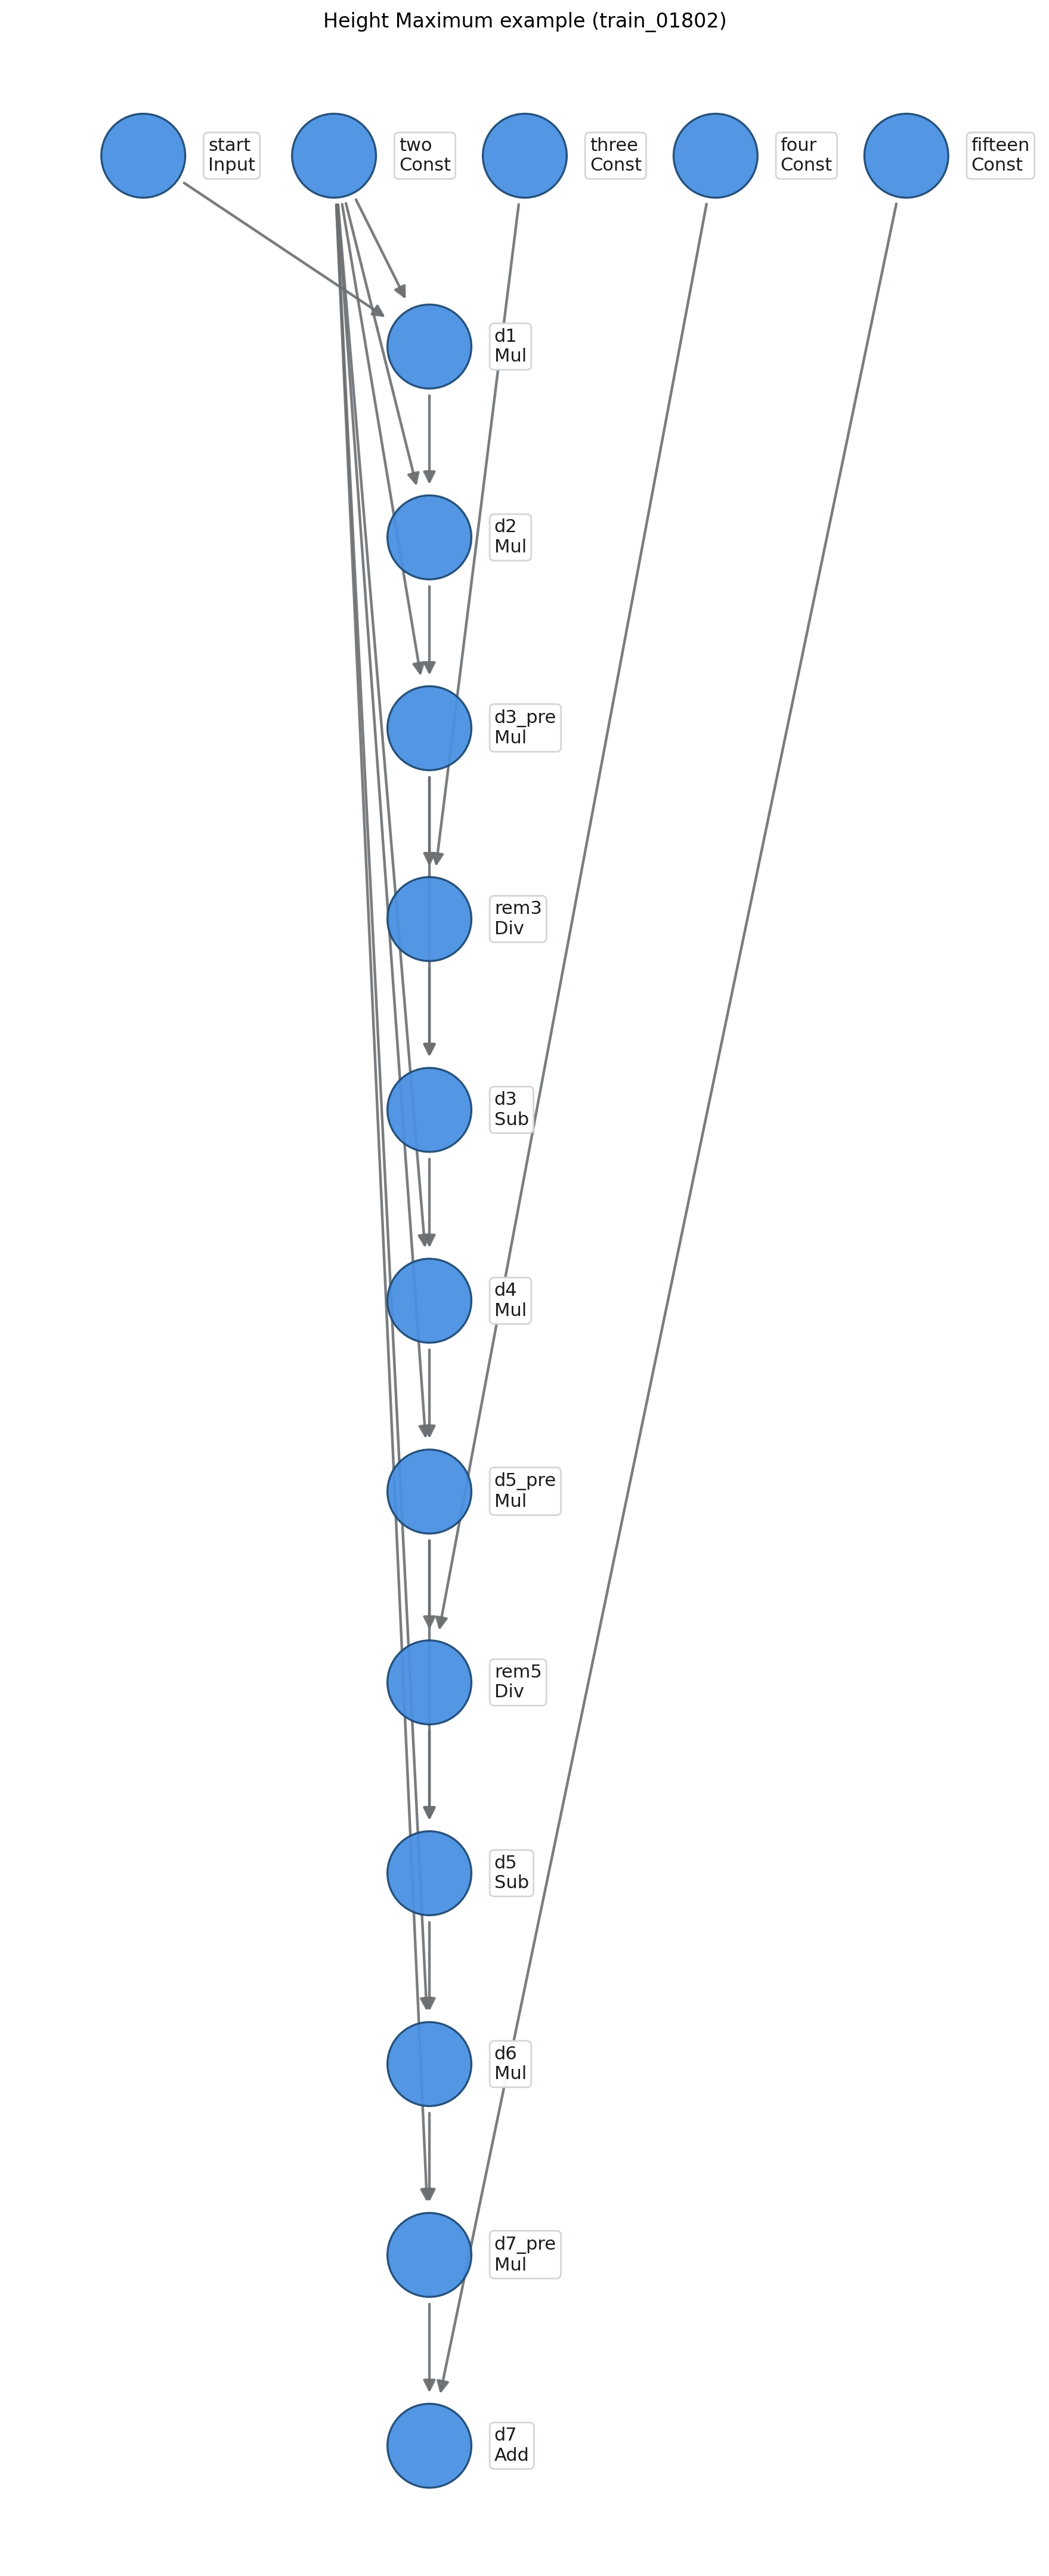 Height Maximum example (train_01802)
start
Input
two
Const
three
Const
four
Const
fifteen
Const
d1
Mul
d2
Mul
d3_pre
Mul
rem3
Div
d3
Sub
d4
Mul
d5_pre
Mul
rem5
Div
d5
Sub
d6
Mul
d7_pre
Mul
d7
Add